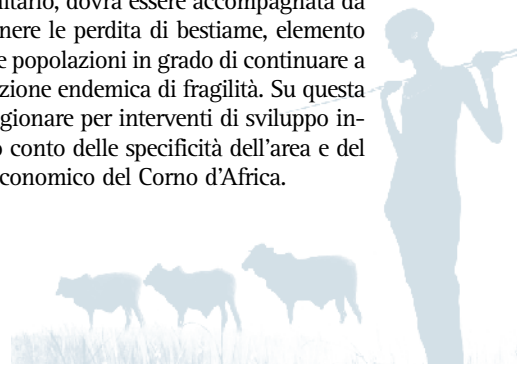 nitario, dovrà essere accompagnata da
nere le perdita di bestiame, elemento
e popolazioni in grado di continuare a
zione endemica di fragilità. Su questa
gionare per interventi di sviluppo in-
o conto delle specificità dell'area e del
conomico del Corno d'Africa.